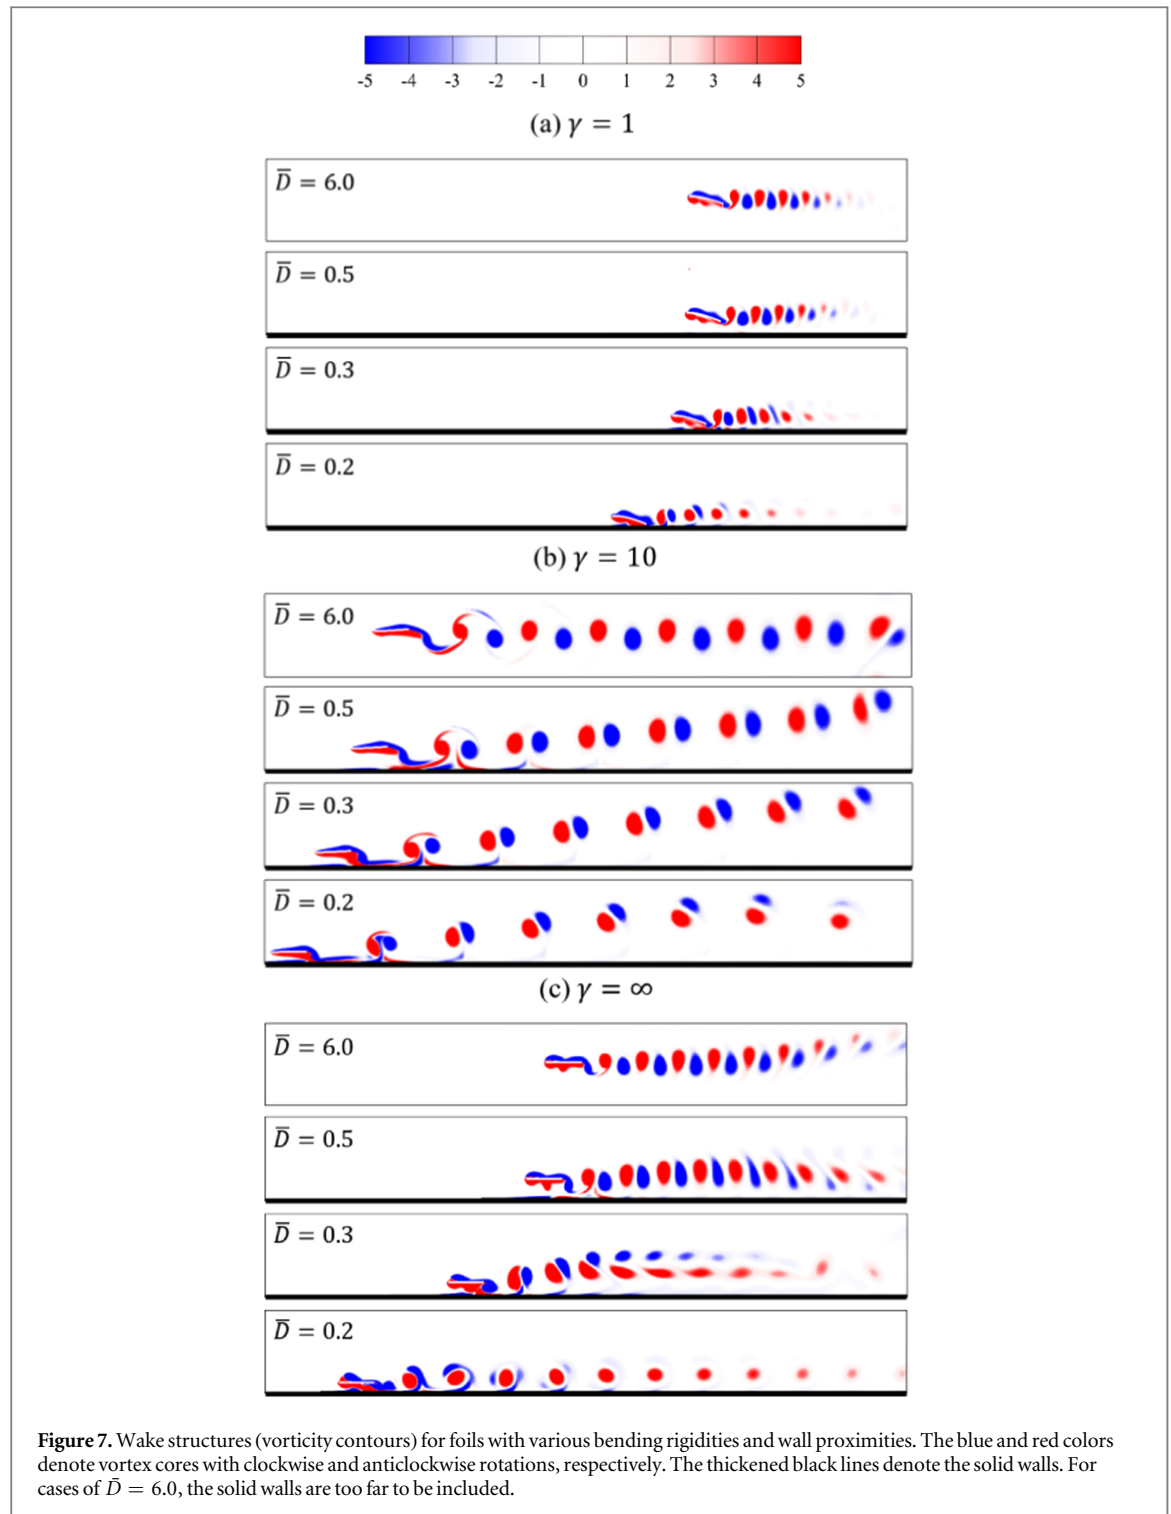 -5 -4 -3 -2 -1 0 1 2 3 4 5
(a) γ = 1
D̅ = 6.0
D̅ = 0.5
D̅ = 0.3
D̅ = 0.2
(b) γ = 10
D̅ = 6.0
D̅ = 0.5
D̅ = 0.3
D̅ = 0.2
(c) γ = ∞
D̅ = 6.0
D̅ = 0.5
D̅ = 0.3
D̅ = 0.2
Figure 7. Wake structures (vorticity contours) for foils with various bending rigidities and wall proximities. The blue and red colors
denote vortex cores with clockwise and anticlockwise rotations, respectively. The thickened black lines denote the solid walls. For
cases of D̅ = 6.0, the solid walls are too far to be included.